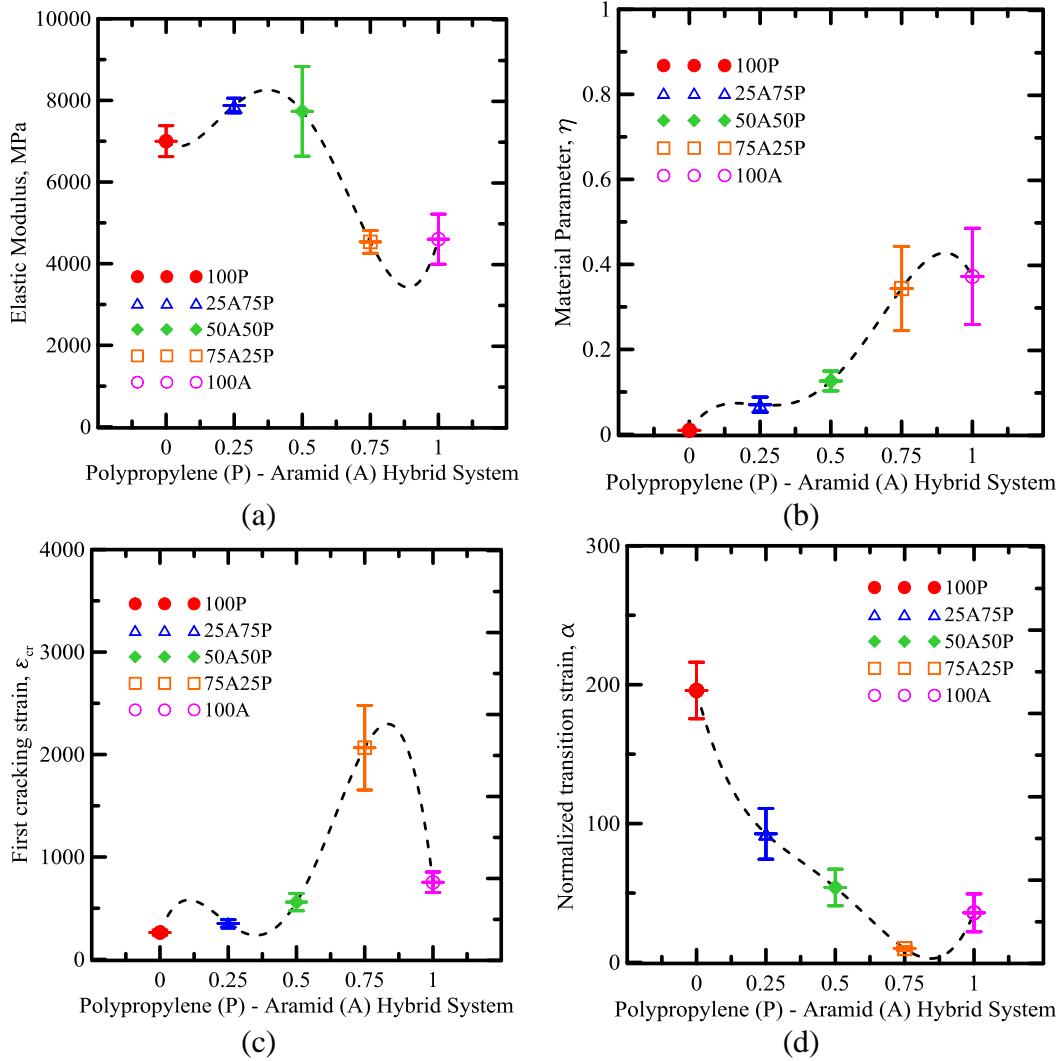 10000
8000
6000
4000
2000
0
Elastic Modulus, MPa
100P
25A75P
50A50P
75A25P
100A
0 0.25 0.5 0.75 1
Polypropylene (P) - Aramid (A) Hybrid System
(a)
1
0.8
0.6
0.4
0.2
0
Material Parameter, η
100P
25A75P
50A50P
75A25P
100A
0 0.25 0.5 0.75 1
Polypropylene (P) - Aramid (A) Hybrid System
(b)
4000
3000
2000
1000
0
First cracking strain, εcr
100P
25A75P
50A50P
75A25P
100A
0 0.25 0.5 0.75 1
Polypropylene (P) - Aramid (A) Hybrid System
(c)
300
200
100
0
Normalized transition strain, α
100P
25A75P
50A50P
75A25P
100A
0 0.25 0.5 0.75 1
Polypropylene (P) - Aramid (A) Hybrid System
(d)